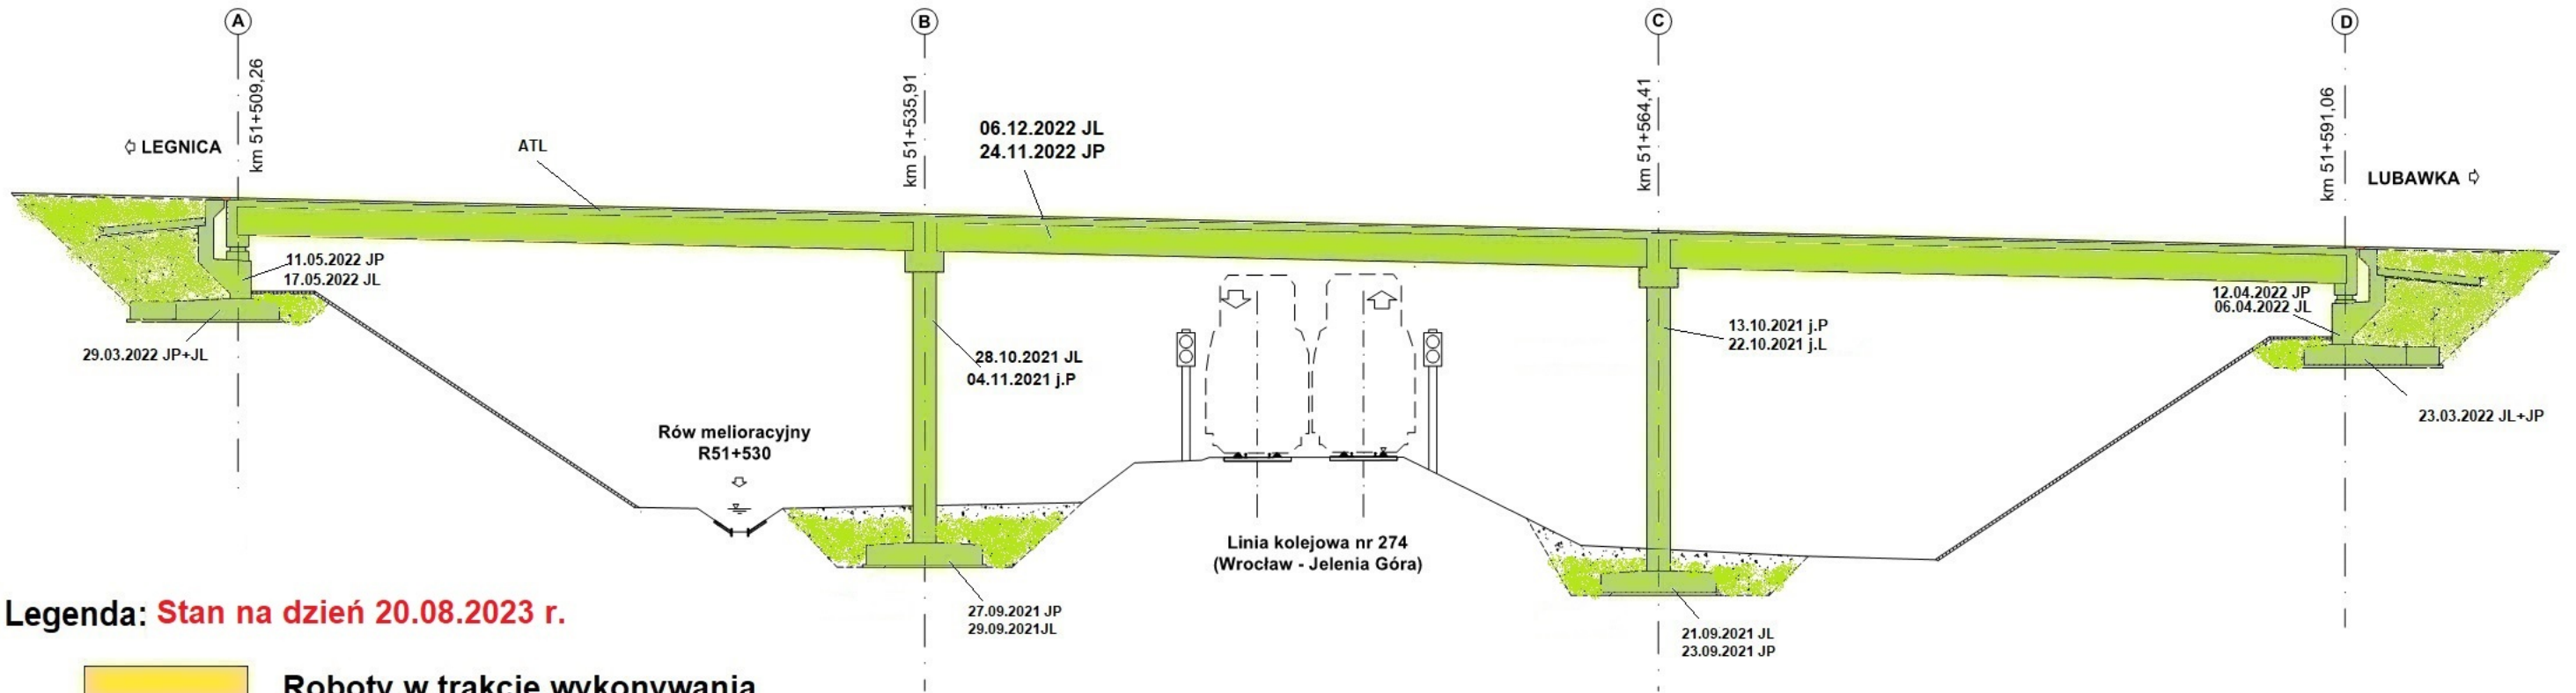 A
B
C
D
km 51+509,26
km 51+535,91
km 51+564,41
km 51+591,06
LEGNICA
ATL
06.12.2022 JL
24.11.2022 JP
LUBAWKA
11.05.2022 JP
17.05.2022 JL
29.03.2022 JP+JL
28.10.2021 JL
04.11.2021 j.P
13.10.2021 j.P
22.10.2021 j.L
12.04.2022 JP
06.04.2022 JL
23.03.2022 JL+JP
Rów melioracyjny
R51+530
Linia kolejowa nr 274
(Wrocław - Jelenia Góra)
27.09.2021 JP
29.09.2021JL
21.09.2021 JL
23.09.2021 JP
Legenda: Stan na dzień 20.08.2023 r.
Roboty w trakcie wykonywania